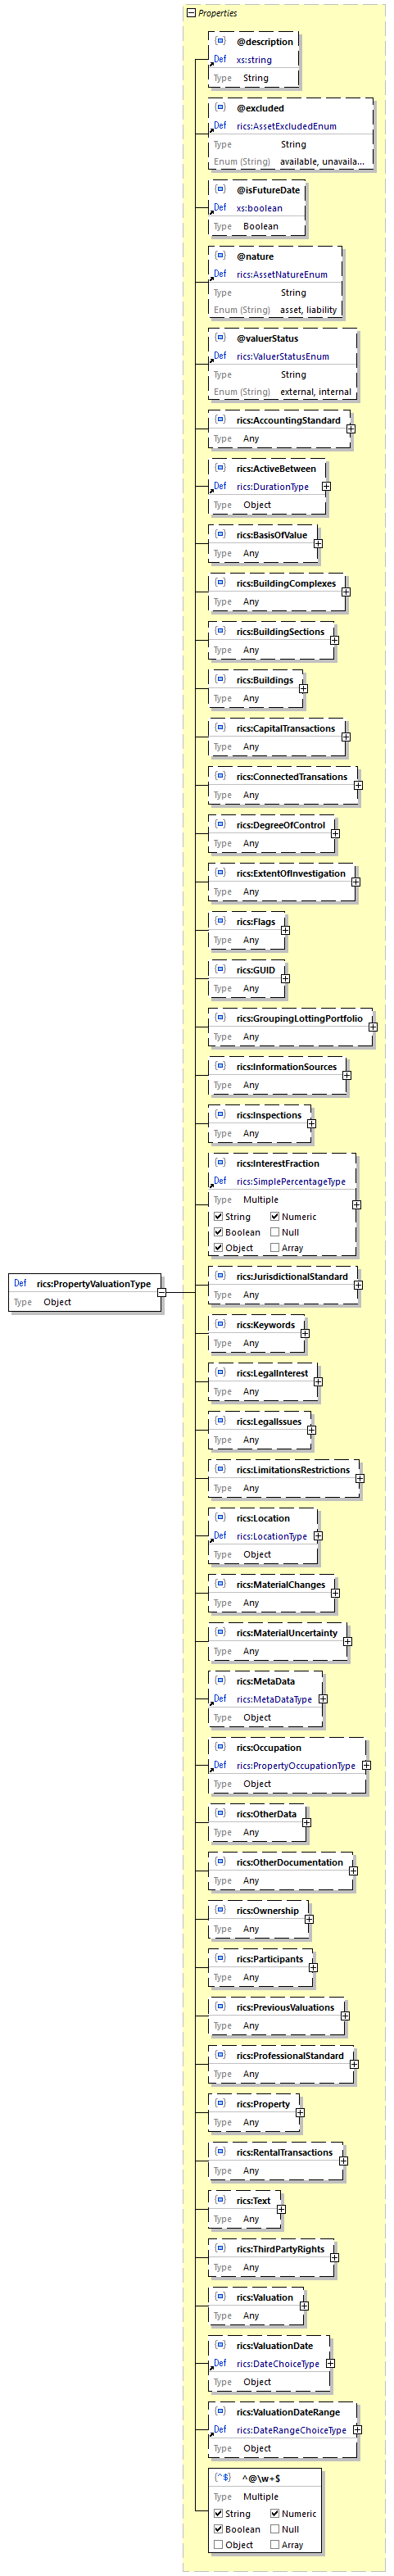 Properties
@description
Def xs:string
Type String
@excluded
Def rics:AssetExcludedEnum
Type String
Enum (String) available, unavaila...
@isFutureDate
Def xs:boolean
Type Boolean
@nature
Def rics:AssetNatureEnum
Type String
Enum (String) asset, liability
@valuerStatus
Def rics:ValuerStatusEnum
Type String
Enum (String) external, internal
rics:AccountingStandard
Type Any
rics:ActiveBetween
Def rics:DurationType
Type Object
rics:BasisOfValue
Type Any
rics:BuildingComplexes
Type Any
rics:BuildingSections
Type Any
rics:Buildings
Type Any
rics:CapitalTransactions
Type Any
rics:ConnectedTransations
Type Any
rics:DegreeOfControl
Type Any
rics:ExtentOfInvestigation
Type Any
rics:Flags
Type Any
rics:GUID
Type Any
rics:GroupingLottingPortfolio
Type Any
rics:InformationSources
Type Any
rics:Inspections
Type Any
rics:InterestFraction
Def rics:SimplePercentageType
Type Multiple
String Numeric
Boolean Null
Object Array
Def rics:PropertyValuationType
Type Object
rics:JurisdictionalStandard
Type Any
rics:Keywords
Type Any
rics:LegalInterest
Type Any
rics:LegalIssues
Type Any
rics:LimitationsRestrictions
Type Any
rics:Location
Def rics:LocationType
Type Object
rics:MaterialChanges
Type Any
rics:MaterialUncertainty
Type Any
rics:MetaData
Def rics:MetaDataType
Type Object
rics:Occupation
Def rics:PropertyOccupationType
Type Object
rics:OtherData
Type Any
rics:OtherDocumentation
Type Any
rics:Ownership
Type Any
rics:Participants
Type Any
rics:PreviousValuations
Type Any
rics:ProfessionalStandard
Type Any
rics:Property
Type Any
rics:RentalTransactions
Type Any
rics:Text
Type Any
rics:ThirdPartyRights
Type Any
rics:Valuation
Type Any
rics:ValuationDate
Def rics:DateChoiceType
Type Object
rics:ValuationDateRange
Def rics:DateRangeChoiceType
Type Object
^@\w+$
Type Multiple
String Numeric
Boolean Null
Object Array